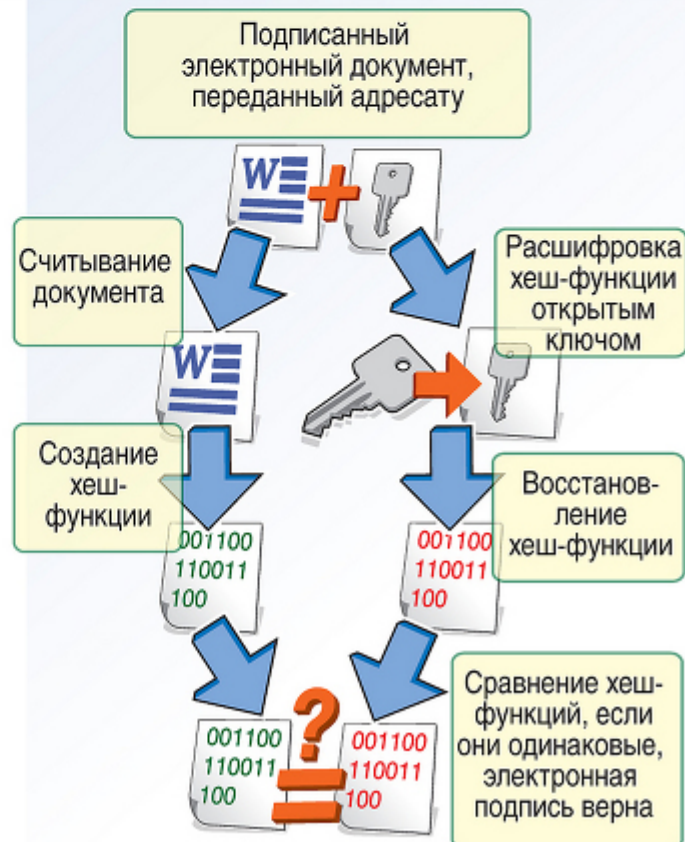 Подписанный
электронный документ,
переданный адресату
W
Считывание
документа
Расшифровка
хеш-функции
открытым
ключом
W
Создание
хеш-
функции
Восстанов-
ление
хеш-функции
001100
110011
100
001100
110011
100
Сравнение хеш-
функций, если
они одинаковые,
электронная
подпись верна
?
001100
110011
100
001100
110011
100